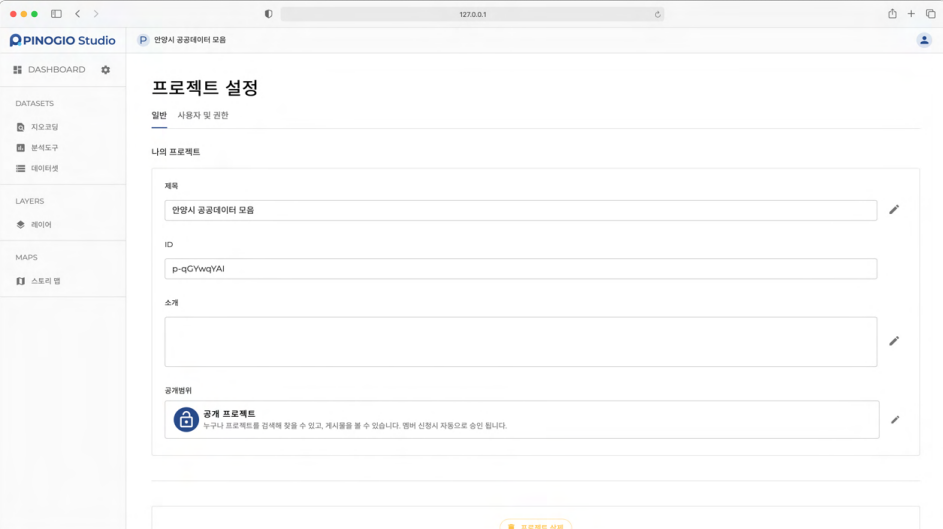 127.0.0.1
PINOGIO Studio
P 안양시 공공데이터 모음
DASHBOARD
프로젝트 설정
DATASETS
일반 사용자 및 권한
지오코딩
분석도구
데이터셋
나의 프로젝트
제목
LAYERS
안양시 공공데이터 모음
레이어
ID
MAPS
p-qGYwqYAI
스토리 맵
소개
공개범위
공개 프로젝트
누구나 프로젝트를 검색해 찾을 수 있고, 게시물을 볼 수 있습니다. 멤버 신청시 자동으로 승인 됩니다.